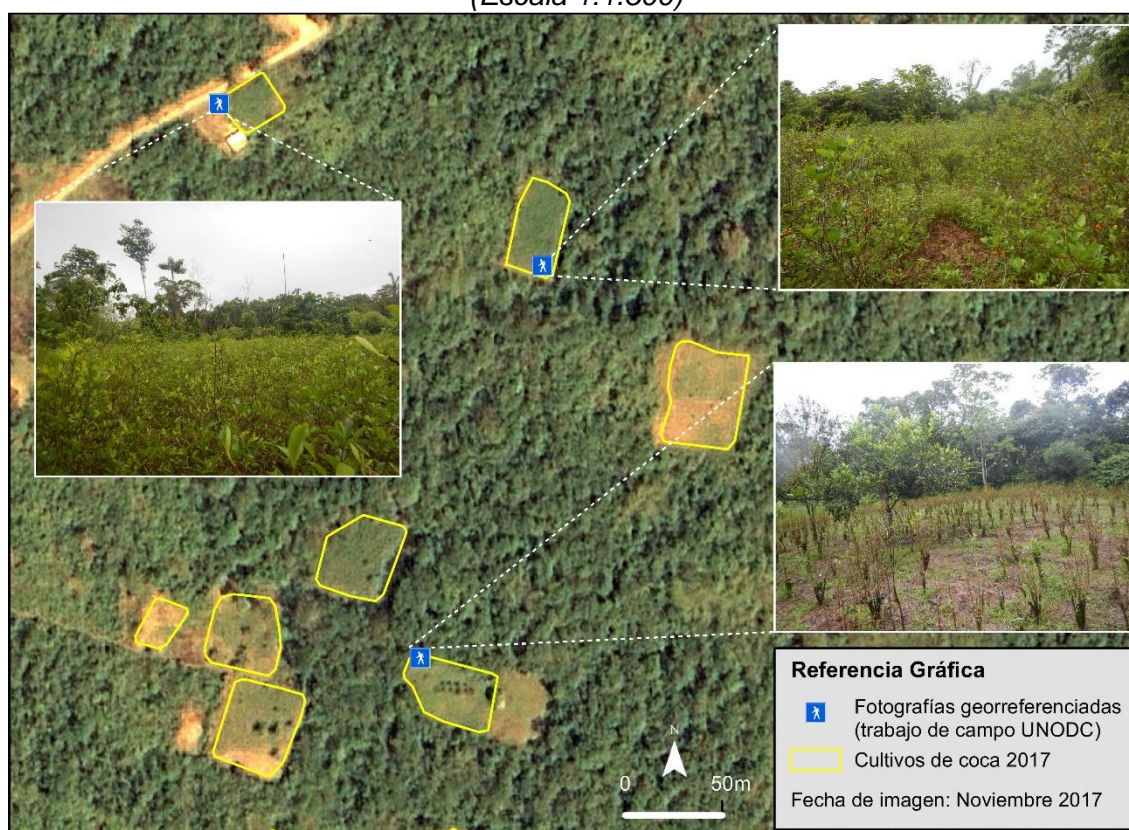 Referencia Gráfica
Fotografías georreferenciadas
(trabajo de campo UNODC)
Cultivos de coca 2017
Fecha de imagen: Noviembre 2017
N
0 50m